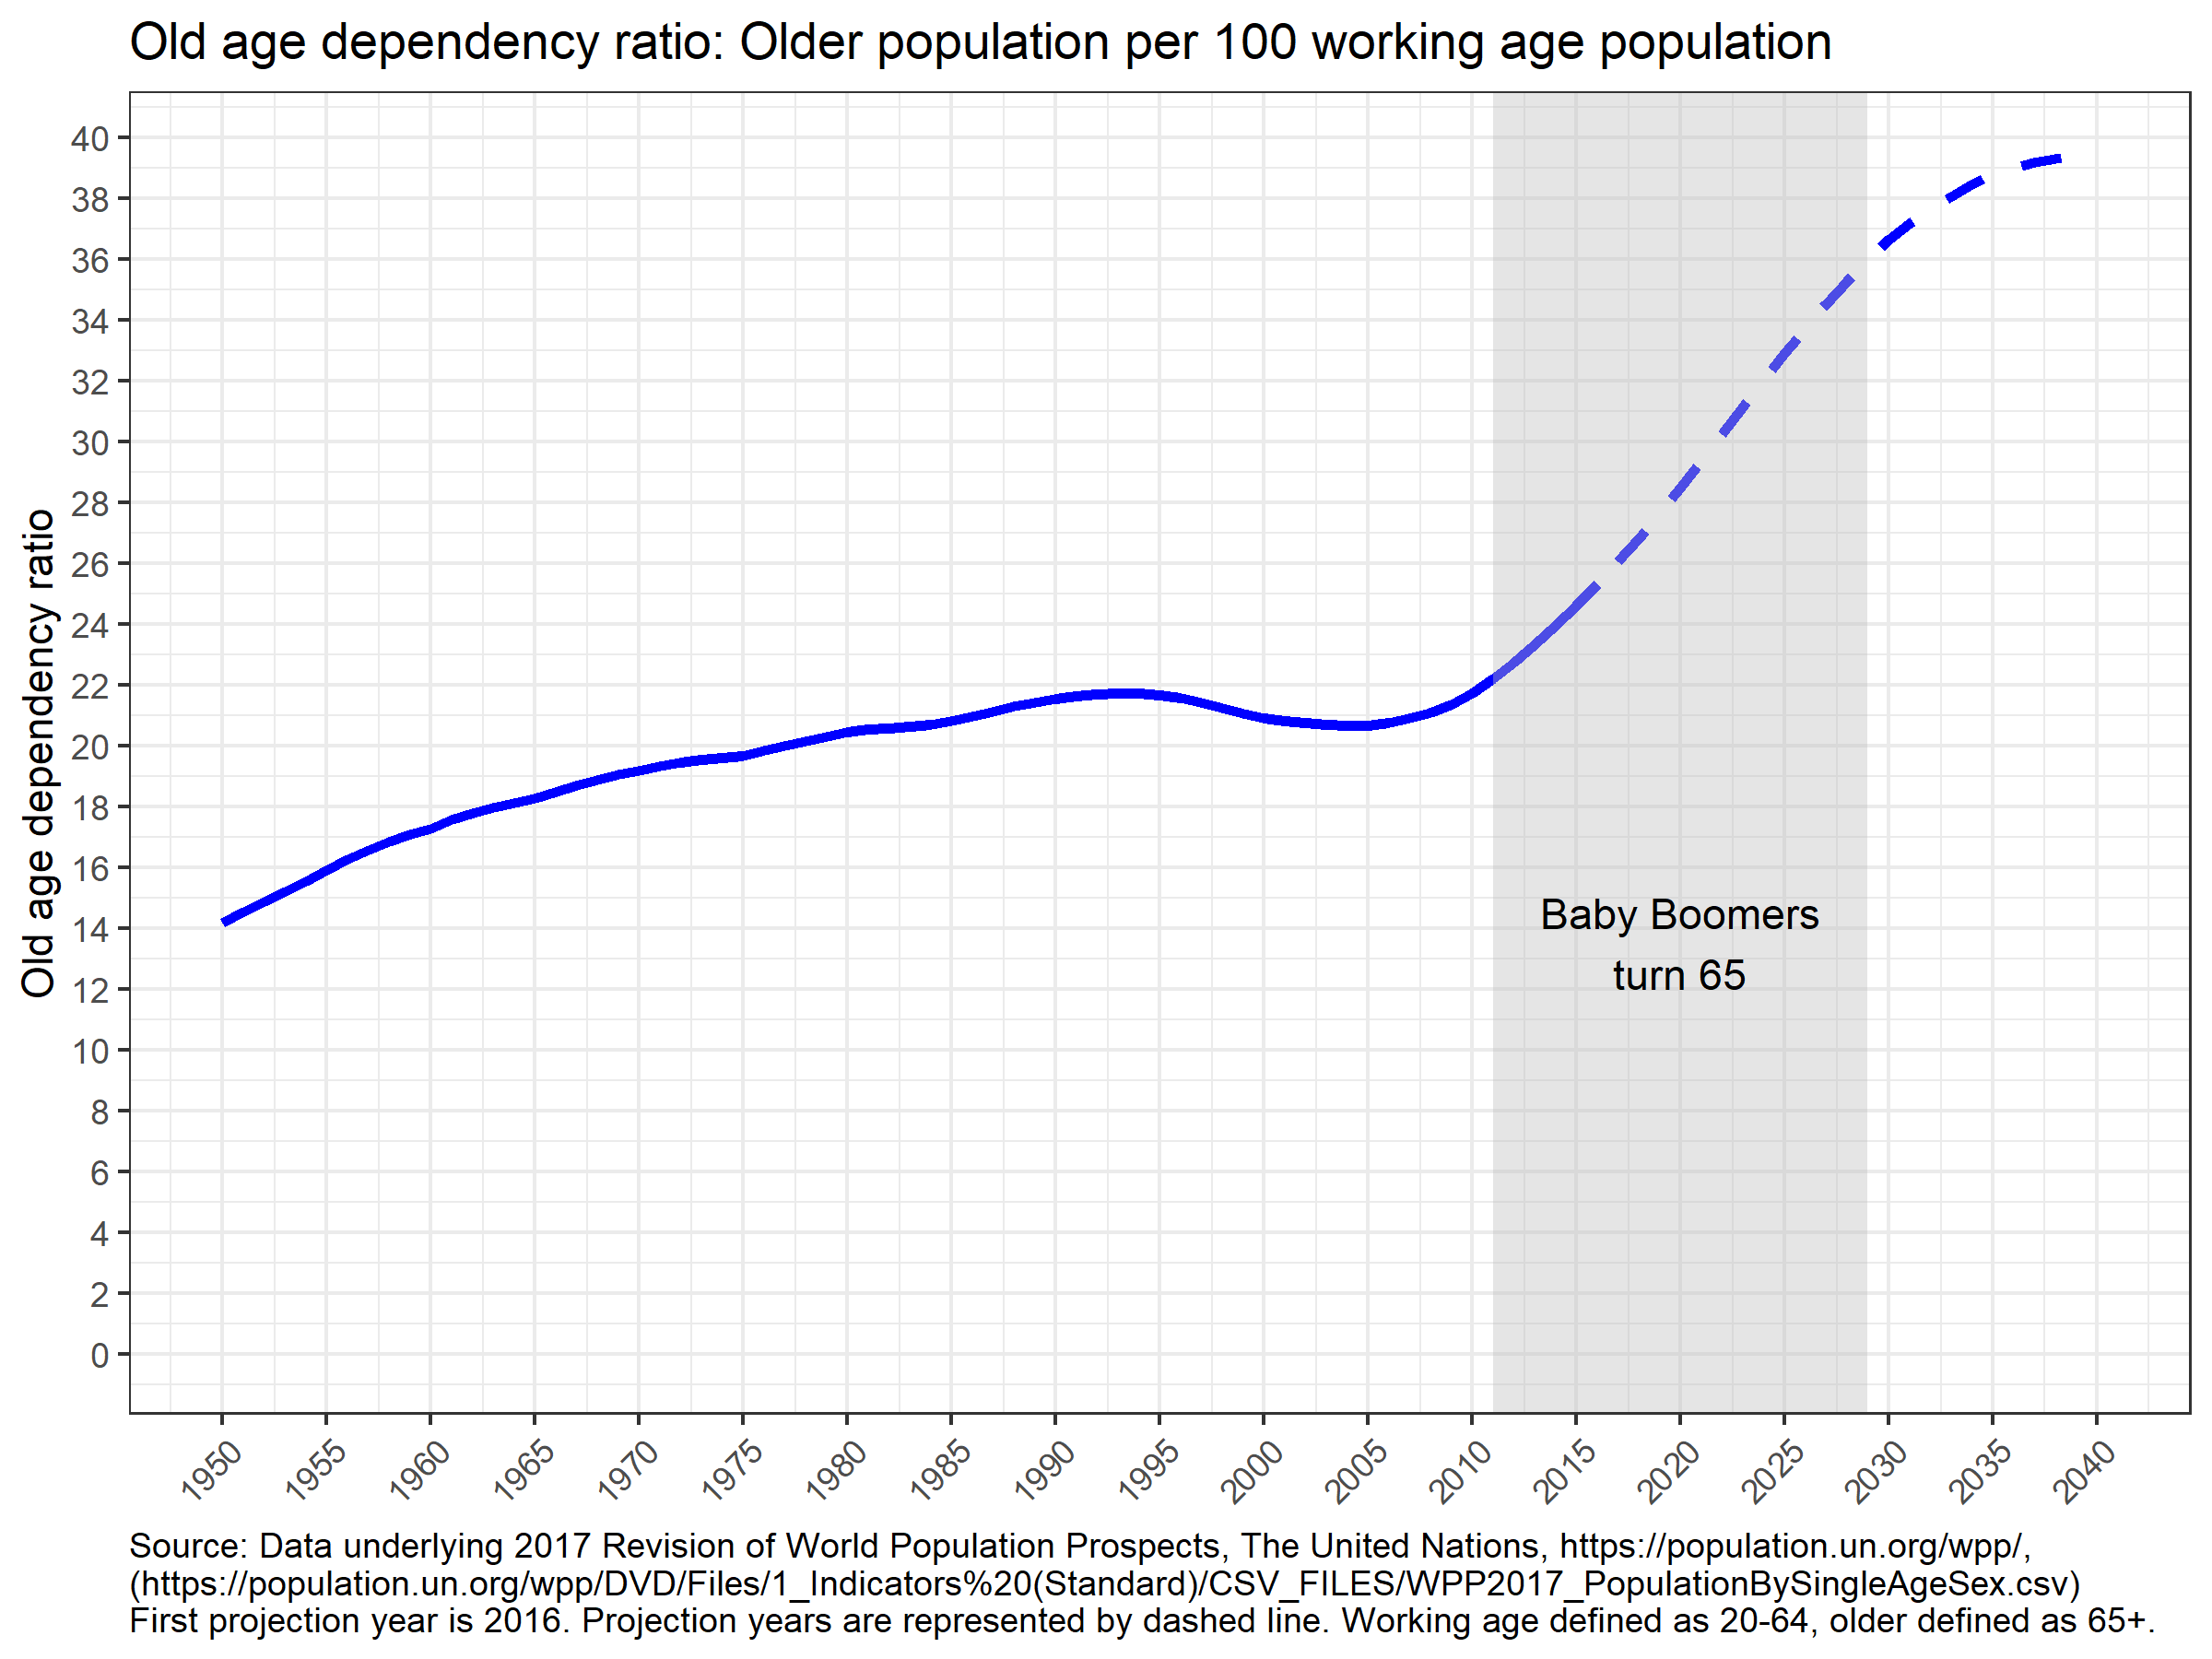 Old age dependency ratio: Older population per 100 working age population
Old age dependency ratio
40
38
36
34
32
30
28
26
24
22
20
18
16
14
12
10
8
6
4
2
0
Baby Boomers
turn 65
1950 1955 1960 1965 1970 1975 1980 1985 1990 1995 2000 2005 2010 2015 2020 2025 2030 2035 2040
Source: Data underlying 2017 Revision of World Population Prospects, The United Nations, https://population.un.org/wpp/,
(https://population.un.org/wpp/DVD/Files/1_Indicators%20(Standard)/CSV_FILES/WPP2017_PopulationBySingleAgeSex.csv)
First projection year is 2016. Projection years are represented by dashed line. Working age defined as 20-64, older defined as 65+.